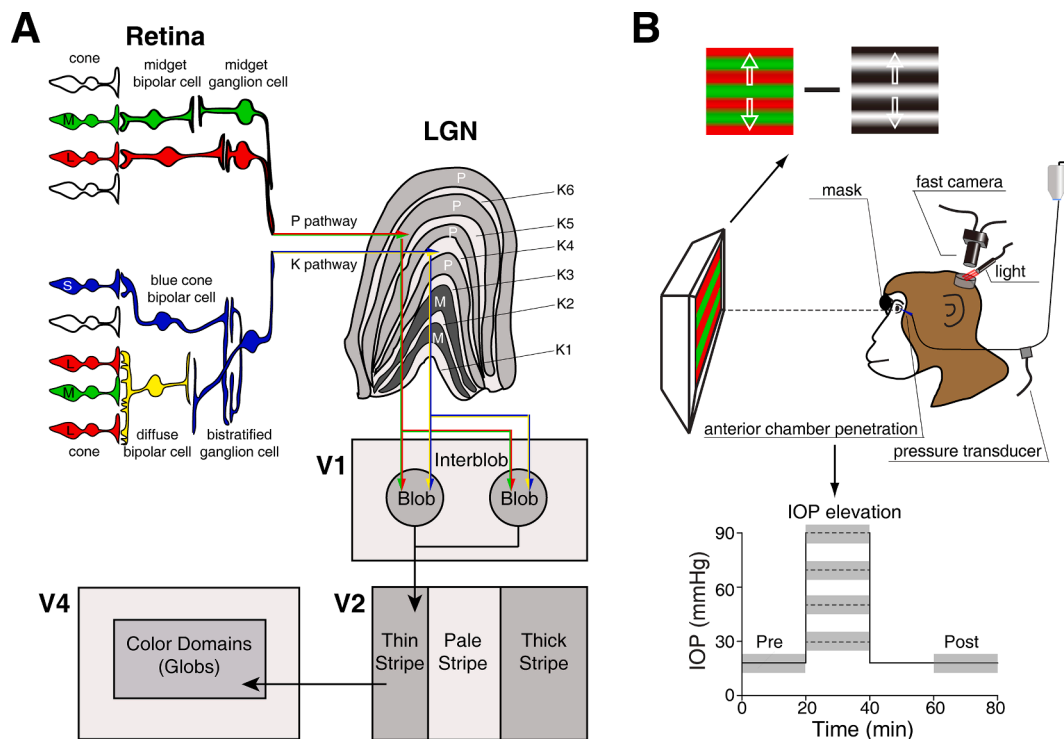 A
Retina
cone
midget
bipolar cell
midget
ganglion cell
M
L
P pathway
K pathway
S
blue cone
bipolar cell
L
M
L
cone
diffuse
bipolar cell
bistratified
ganglion cell
LGN
P
P
P
P
M
M
K6
K5
K4
K3
K2
K1
V1
Interblob
Blob
Blob
V4
Color Domains
(Globs)
V2
Thin
Stripe
Pale
Stripe
Thick
Stripe
B
mask
fast camera
light
anterior chamber penetration
pressure transducer
IOP elevation
IOP (mmHg)
90
60
30
0
Pre
Post
0
20
40
60
80
Time (min)